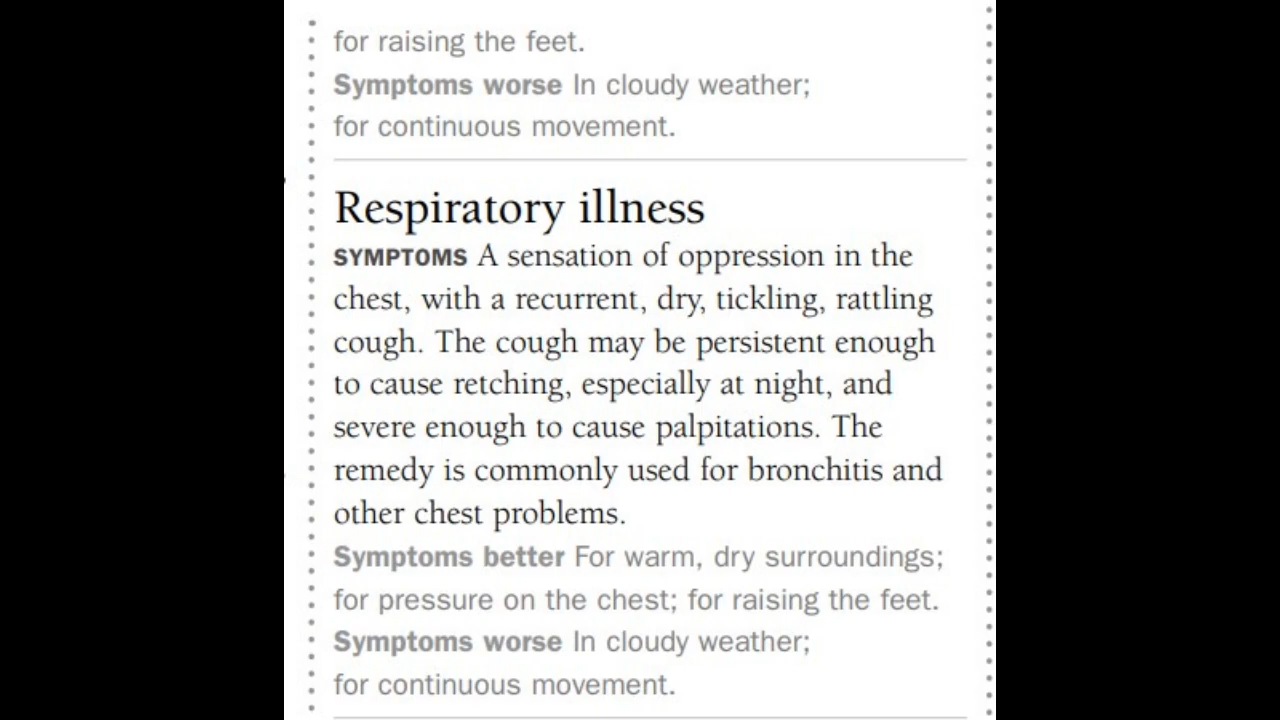 for raising the feet.
Symptoms worse In cloudy weather;
for continuous movement.
Respiratory illness
SYMPTOMS A sensation of oppression in the
chest, with a recurrent, dry, tickling, rattling
cough. The cough may be persistent enough
to cause retching, especially at night, and
severe enough to cause palpitations. The
remedy is commonly used for bronchitis and
other chest problems.
Symptoms better For warm, dry surroundings;
for pressure on the chest; for raising the feet.
Symptoms worse In cloudy weather;
for continuous movement.